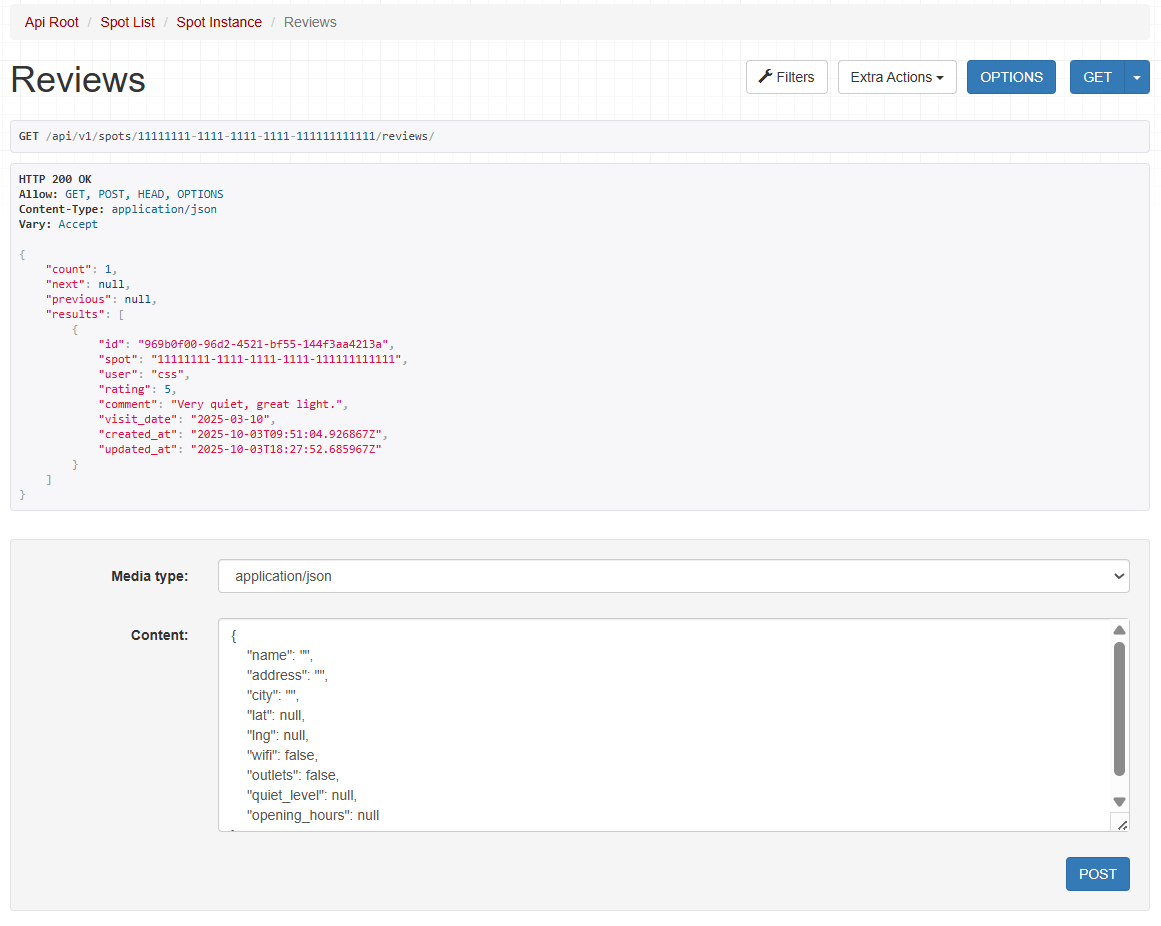 Api Root / Spot List / Spot Instance / Reviews
Reviews
Filters
Extra Actions
OPTIONS
GET
GET /api/v1/spots/11111111-1111-1111-1111-111111111111/reviews/
HTTP 200 OK
Allow: GET, POST, HEAD, OPTIONS
Content-Type: application/json
Vary: Accept
{
    "count": 1,
    "next": null,
    "previous": null,
    "results": [
        {
            "id": "969b0f00-96d2-4521-bf55-144f3aa4213a",
            "spot": "11111111-1111-1111-1111-111111111111",
            "user": "css",
            "rating": 5,
            "comment": "Very quiet, great light.",
            "visit_date": "2025-03-10",
            "created_at": "2025-10-03T09:51:04.926867Z",
            "updated_at": "2025-10-03T18:27:52.685967Z"
        }
    ]
}
Media type:
application/json
Content:
{
    "name": "",
    "address": "",
    "city": "",
    "lat": null,
    "lng": null,
    "wifi": false,
    "outlets": false,
    "quiet_level": null,
    "opening_hours": null
POST